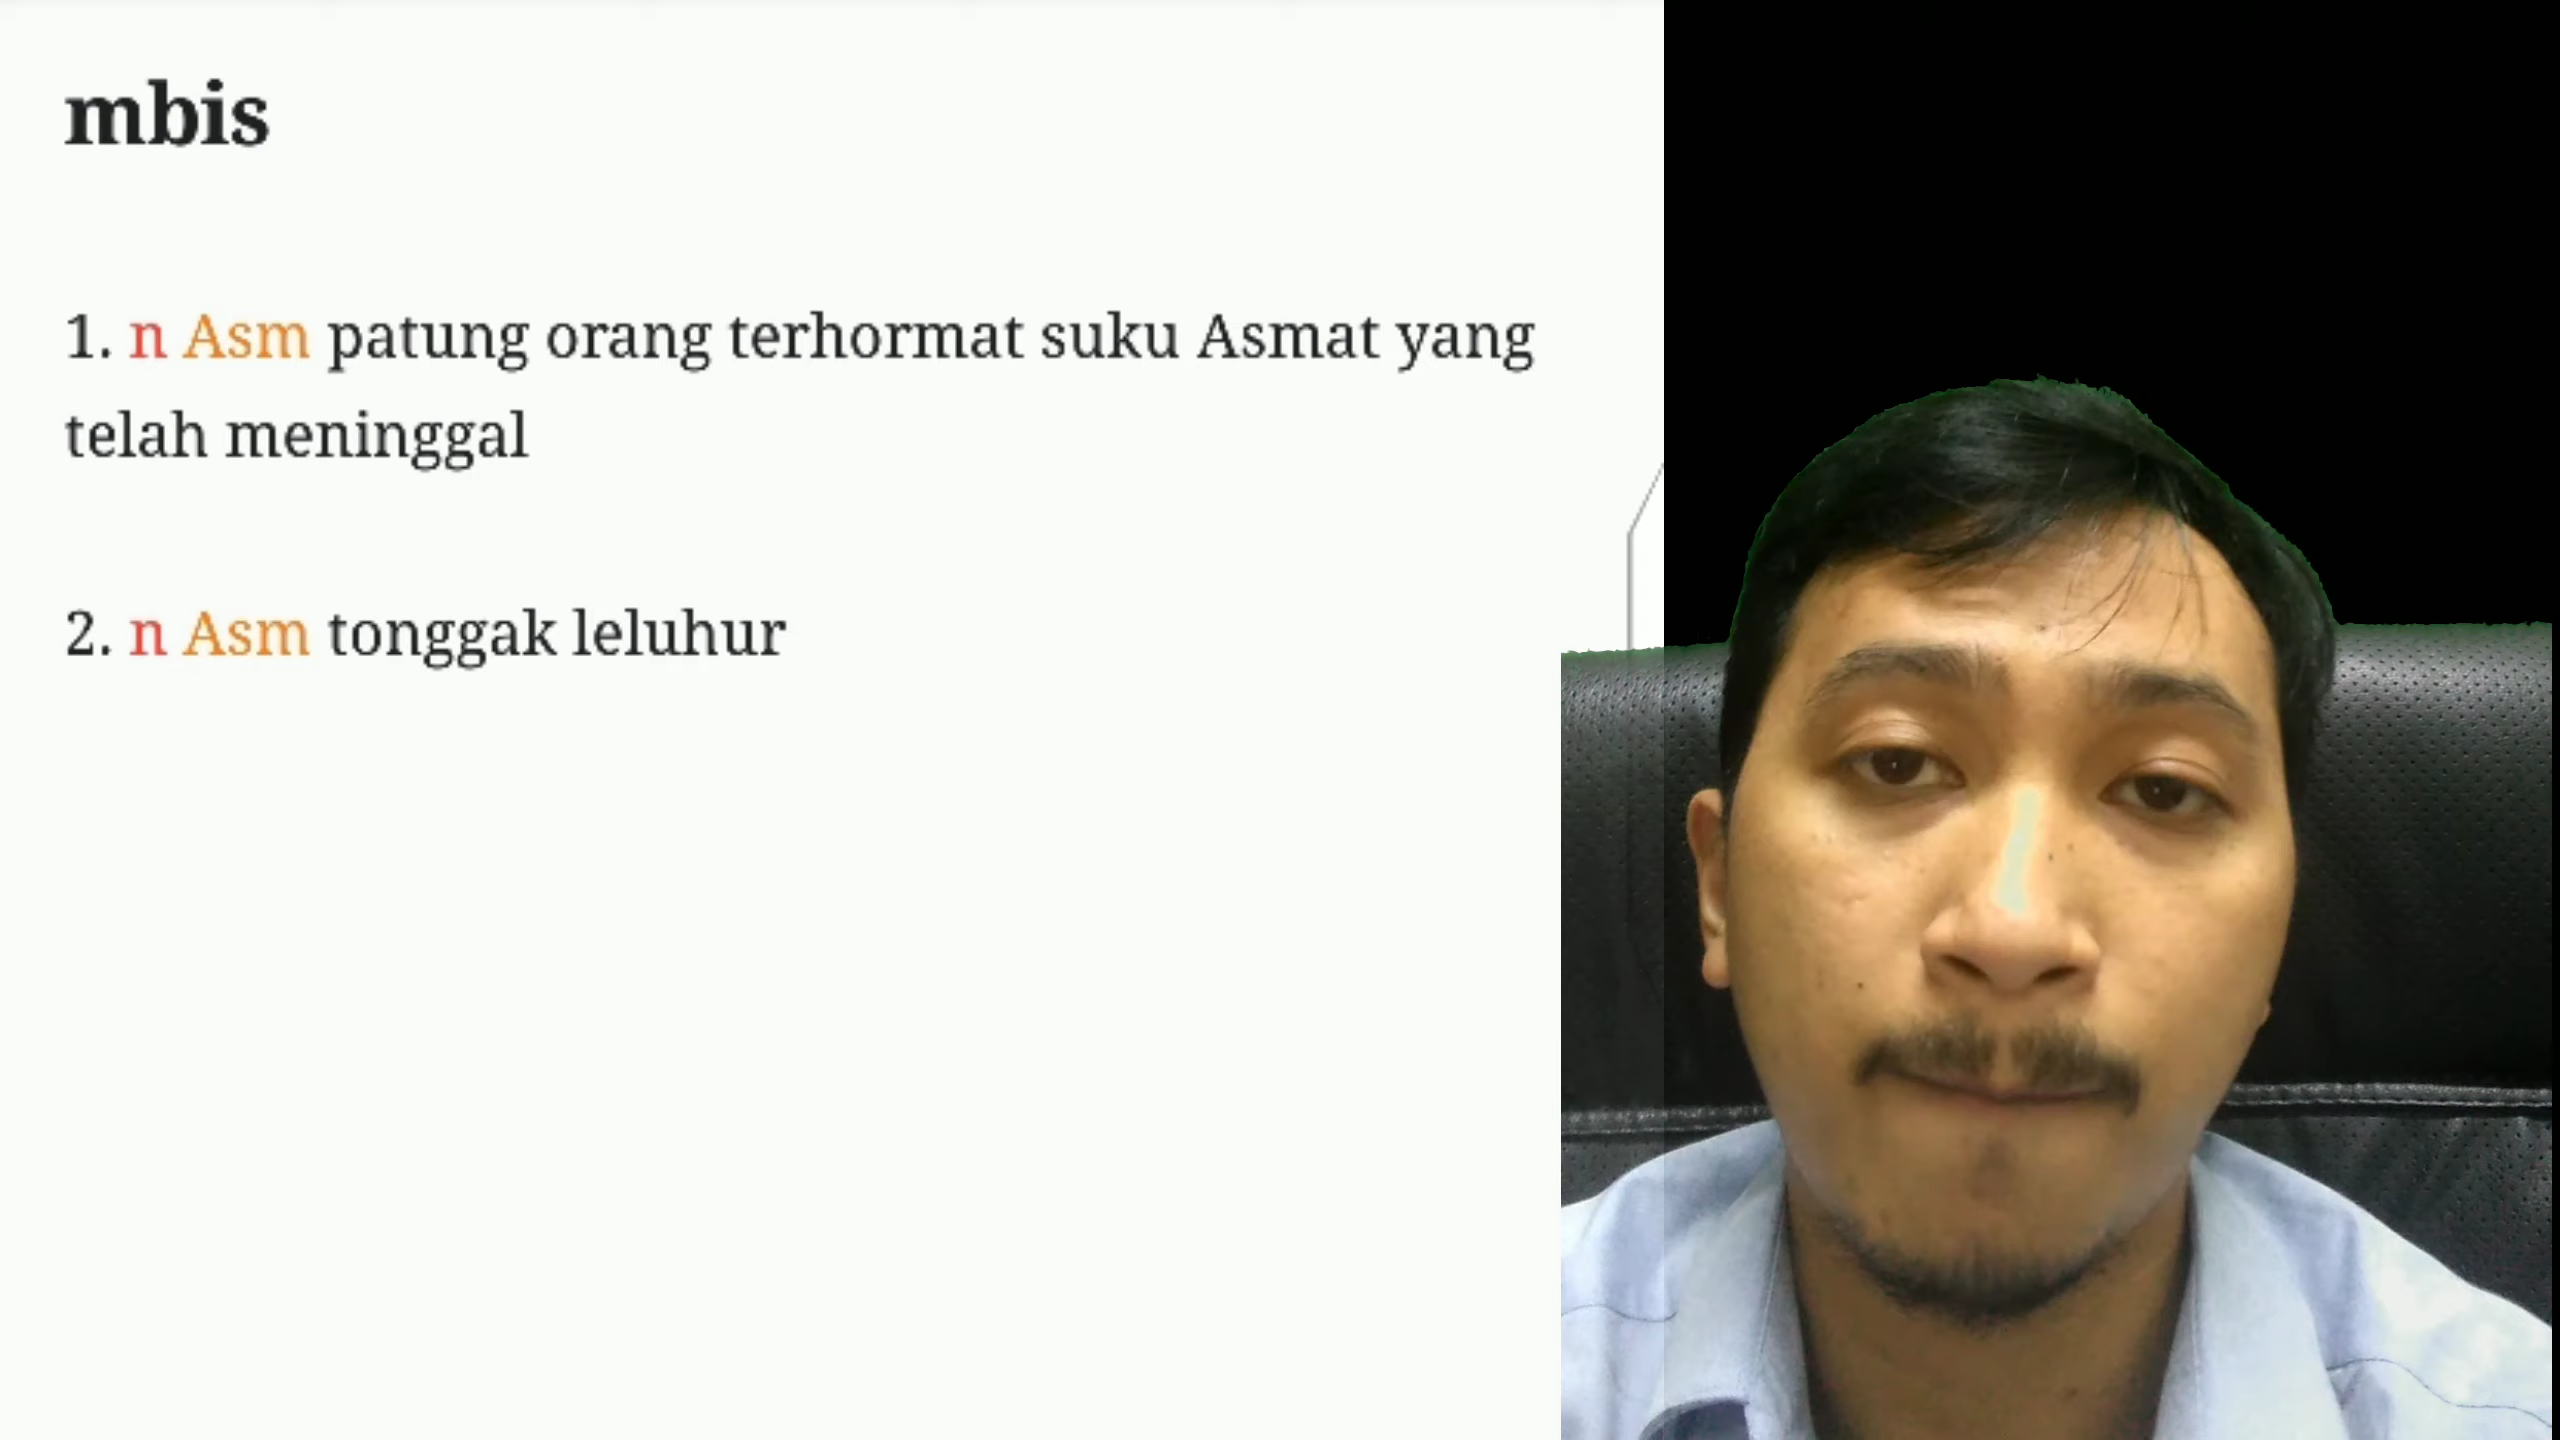 mbis
1. n Asm patung orang terhormat suku Asmat yang
telah meninggal
2. n Asm tonggak leluhur